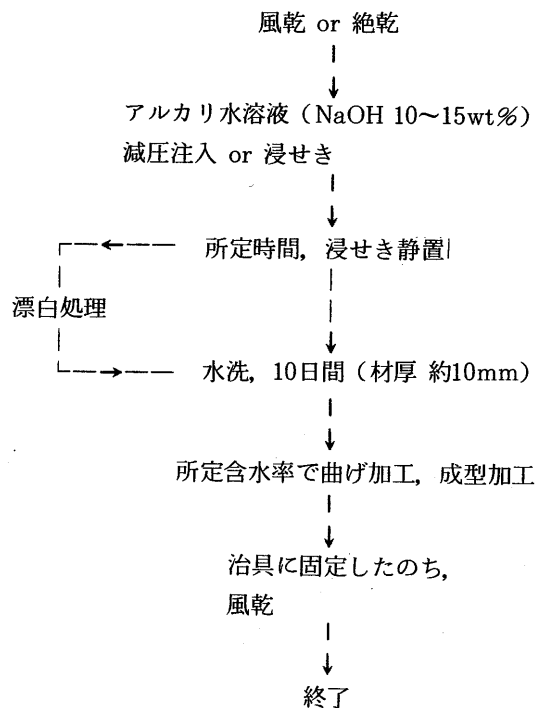 風乾 or 絶乾
アルカリ水溶液(NaOH 10～15wt%)
減圧注入 or 浸せき
所定時間，浸せき静置
漂白処理
水洗，10日間(材厚 約10mm)
所定含水率で曲げ加工，成型加工
治具に固定したのち，
風乾
終了